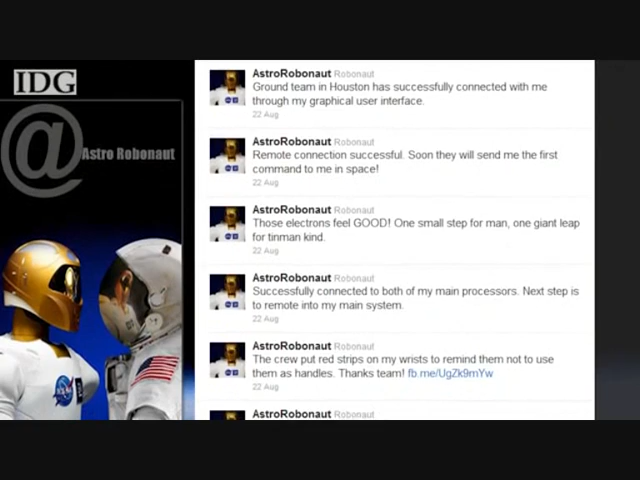 IDG
@
Astro Robonaut
AstroRobonaut Robonaut
Ground team in Houston has successfully connected with me
through my graphical user interface.
22 Aug
AstroRobonaut Robonaut
Remote connection successful. Soon they will send me the first
command to me in space!
22 Aug
AstroRobonaut Robonaut
Those electrons feel GOOD! One small step for man, one giant leap
for tinman kind.
22 Aug
AstroRobonaut Robonaut
Successfully connected to both of my main processors. Next step is
to remote into my main system.
22 Aug
AstroRobonaut Robonaut
The crew put red strips on my wrists to remind them not to use
them as handles. Thanks team! fb.me/UgZk9mYw
22 Aug
AstroRobonaut Robonaut
NASA